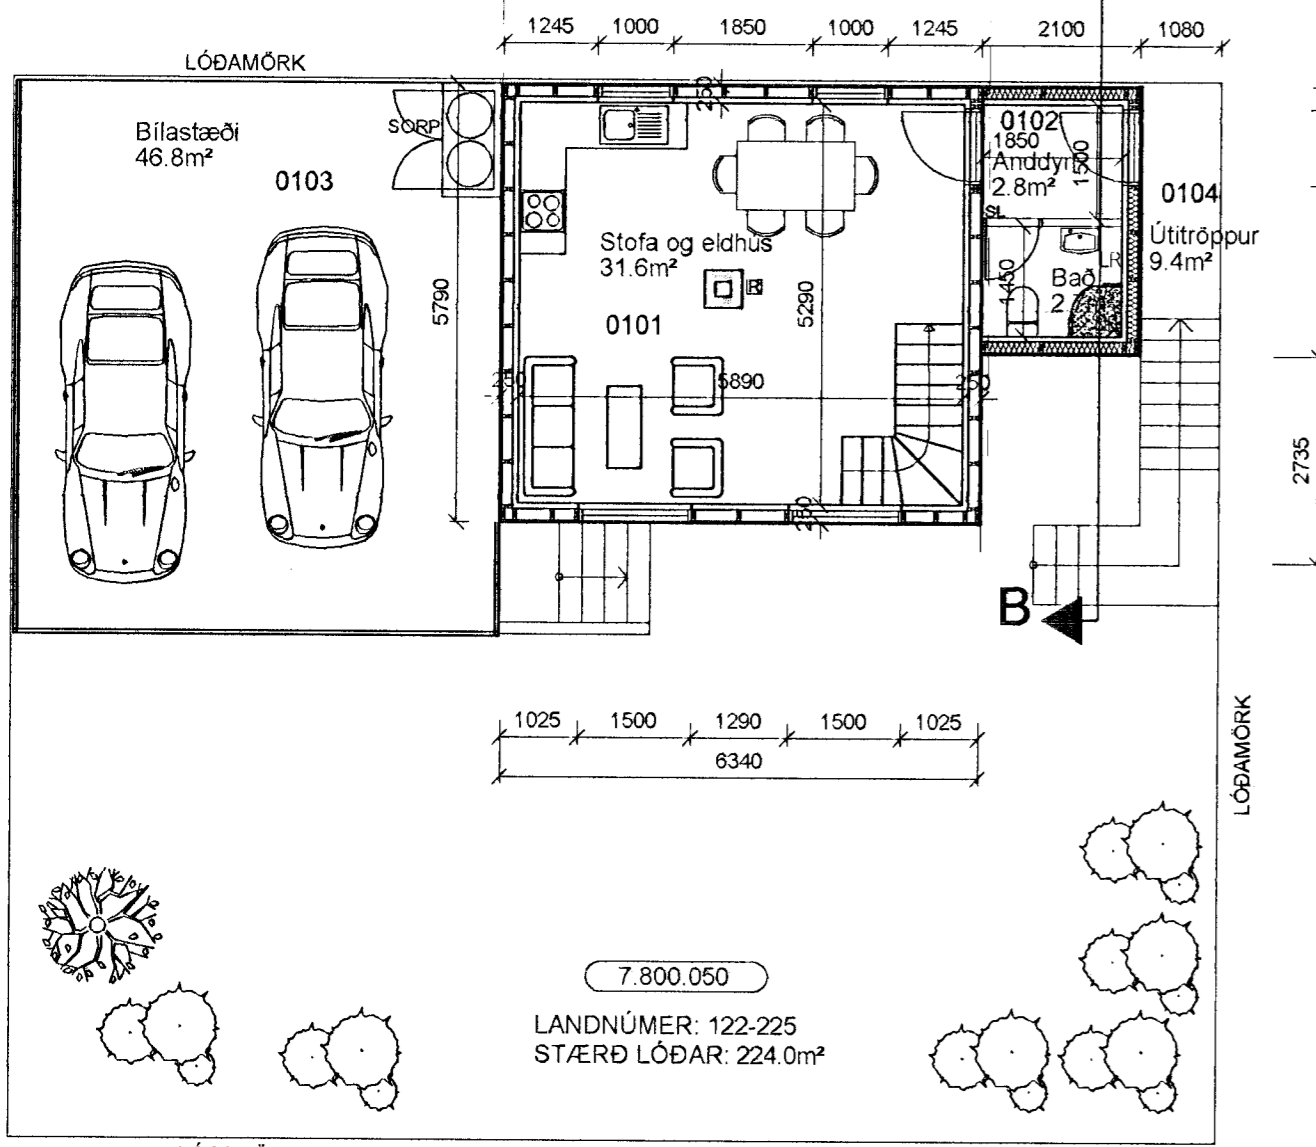 1245 1000 1850 1000 1245 2100 1080
LÓÐAMÖRK
250
Bílastæði
46.8m²
SORP
0103
0102
1850
Anddyri
2.8m²
1500
0104
SL
Útitröppur
9.4m²
LR
Stofa og eldhús
31.6m²
0101
5790
5290
1450
Bað
2
250 5890 250
2735
250
B
1025 1500 1290 1500 1025
6340
LÓÐAMÖRK
7.800.050
LANDNÚMER: 122-225
STÆRÐ LÓÐAR: 224.0m²